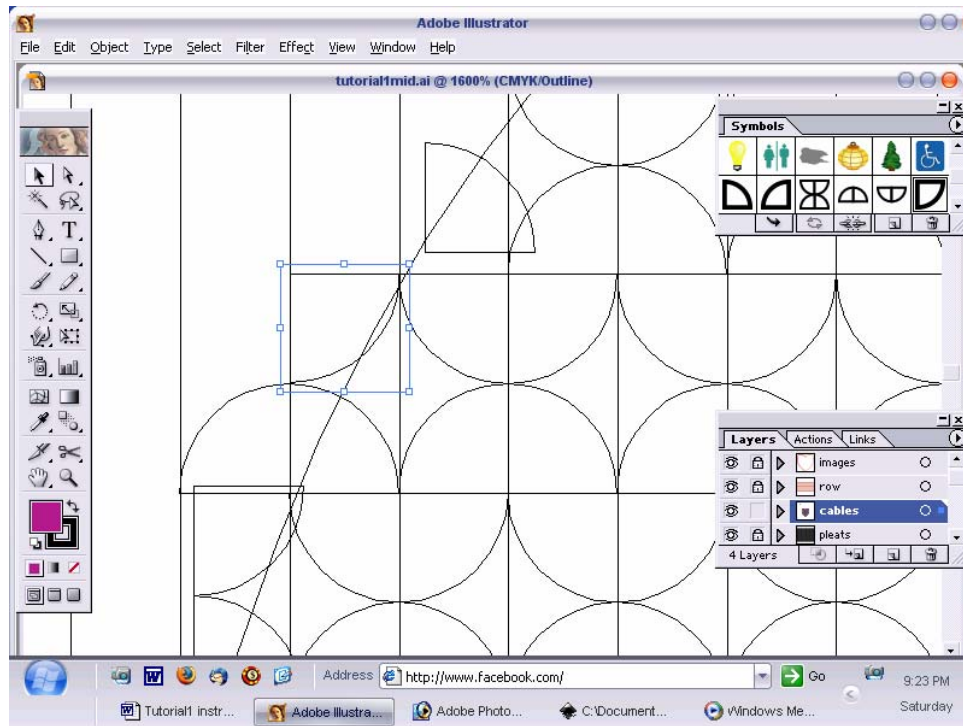 Adobe Illustrator
File Edit Object Type Select Filter Effect View Window Help
tutorial1mid.ai @ 1600% (CMYK/Outline)
Symbols
T
Layers Actions Links
images
row
cables
pleats
4 Layers
Address http://www.facebook.com/ Go
9:23 PM
Saturday
Tutorial1 instr... Adobe Illustra... Adobe Photo... C:\Document... Windows Me...